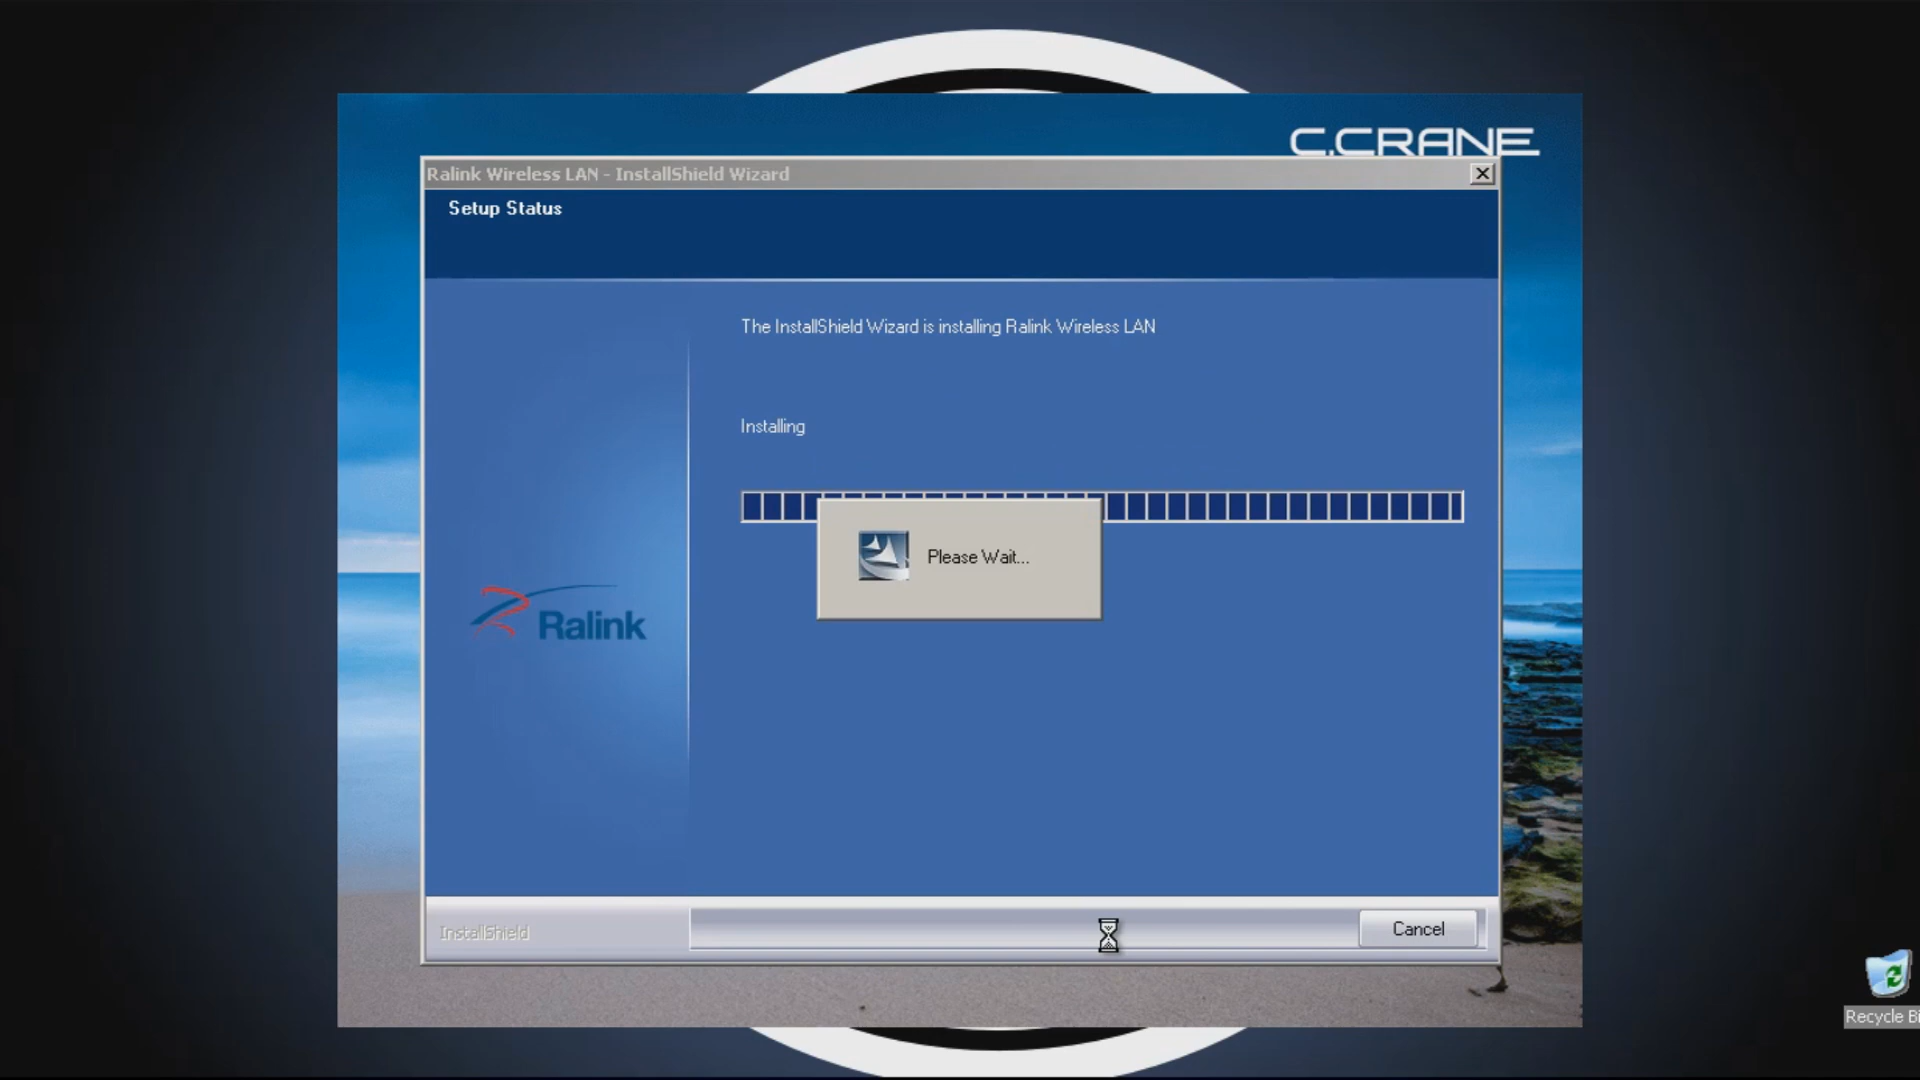 C.CRANE
Ralink Wireless LAN - InstallShield Wizard
Setup Status
The InstallShield Wizard is installing Ralink Wireless LAN
Installing
Please Wait...
Ralink
InstallShield
Cancel
Recycle Bi